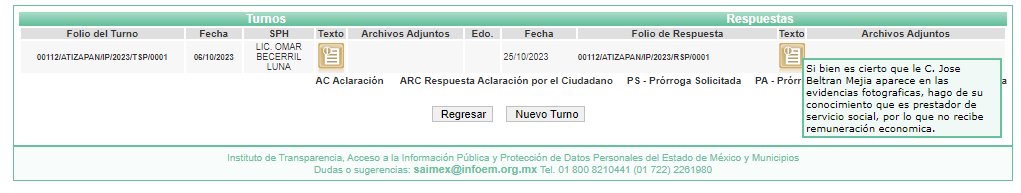 Turnos Respuestas
Folio del Turno Fecha SPH Texto Archivos Adjuntos Edo. Fecha Folio de Respuesta Texto Archivos Adjuntos
00112/ATIZAPAN/IP/2023/TSP/0001 06/10/2023 LIC. OMAR BECERRIL LUNA 25/10/2023 00112/ATIZAPAN/IP/2023/RSP/0001
AC Aclaración ARC Respuesta Aclaración por el Ciudadano PS - Prórroga Solicitada PA - Prórr
Si bien es cierto que le C. Jose
Beltran Mejia aparece en las
evidencias fotograficas, hago de su
conocimiento que es prestador de
servicio social, por lo que no recibe
remuneración economica.
Regresar Nuevo Turno
Instituto de Transparencia, Acceso a la Información Pública y Protección de Datos Personales del Estado de México y Municipios
Dudas o sugerencias: saimex@infoem.org.mx Tel. 01 800 8210441 (01 722) 2261980